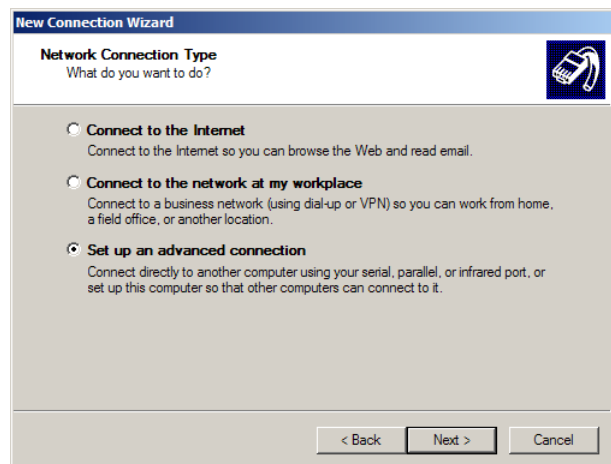 New Connection Wizard
Network Connection Type
What do you want to do?
Connect to the Internet
Connect to the Internet so you can browse the Web and read email.
Connect to the network at my workplace
Connect to a business network (using dial-up or VPN) so you can work from home,
a field office, or another location.
Set up an advanced connection
Connect directly to another computer using your serial, parallel, or infrared port, or
set up this computer so that other computers can connect to it.
< Back Next > Cancel